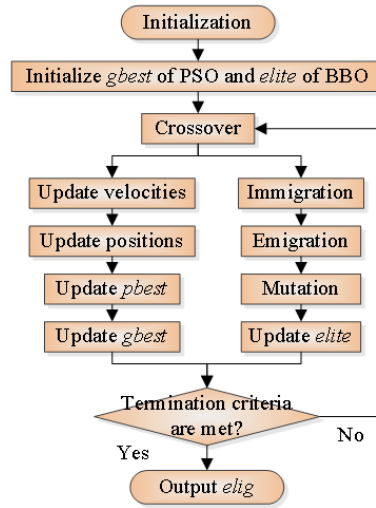 Initialization
Initialize gbest of PSO and elite of BBO
Crossover
Update velocities
Immigration
Update positions
Emigration
Update pbest
Mutation
Update gbest
Update elite
Termination criteria
are met?
No
Yes
Output elig